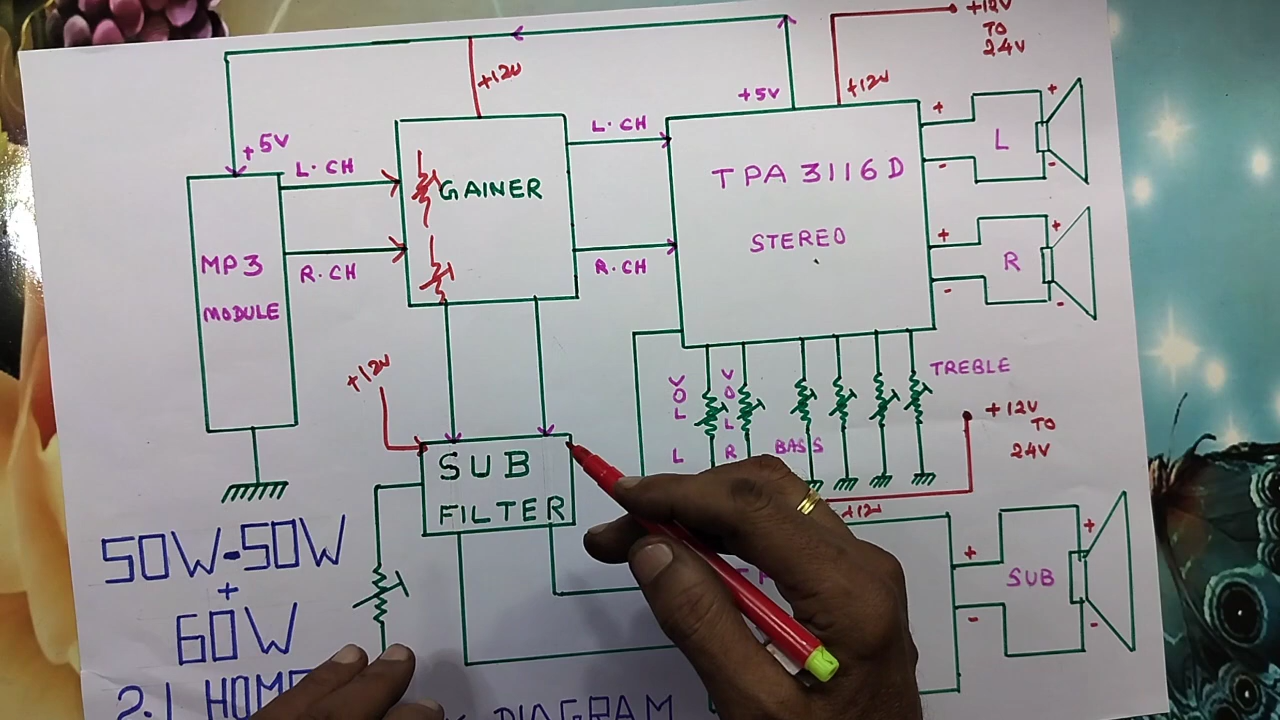 +12V
TO
24V
+12V
+5V
+12V
+5V
L.CH
L.CH
MP3
MODULE
R.CH
GAINER
R.CH
TPA 3116D
STEREO
+
L
-
+
-
+
R
-
+
-
TREBLE
VOL L
VOL R
BASS
+12V
TO
24V
+12V
+12V
SUB
FILTER
+
SUB
-
+
-
50W-50W
+
60W
2.1 HOME
DIAGRAM